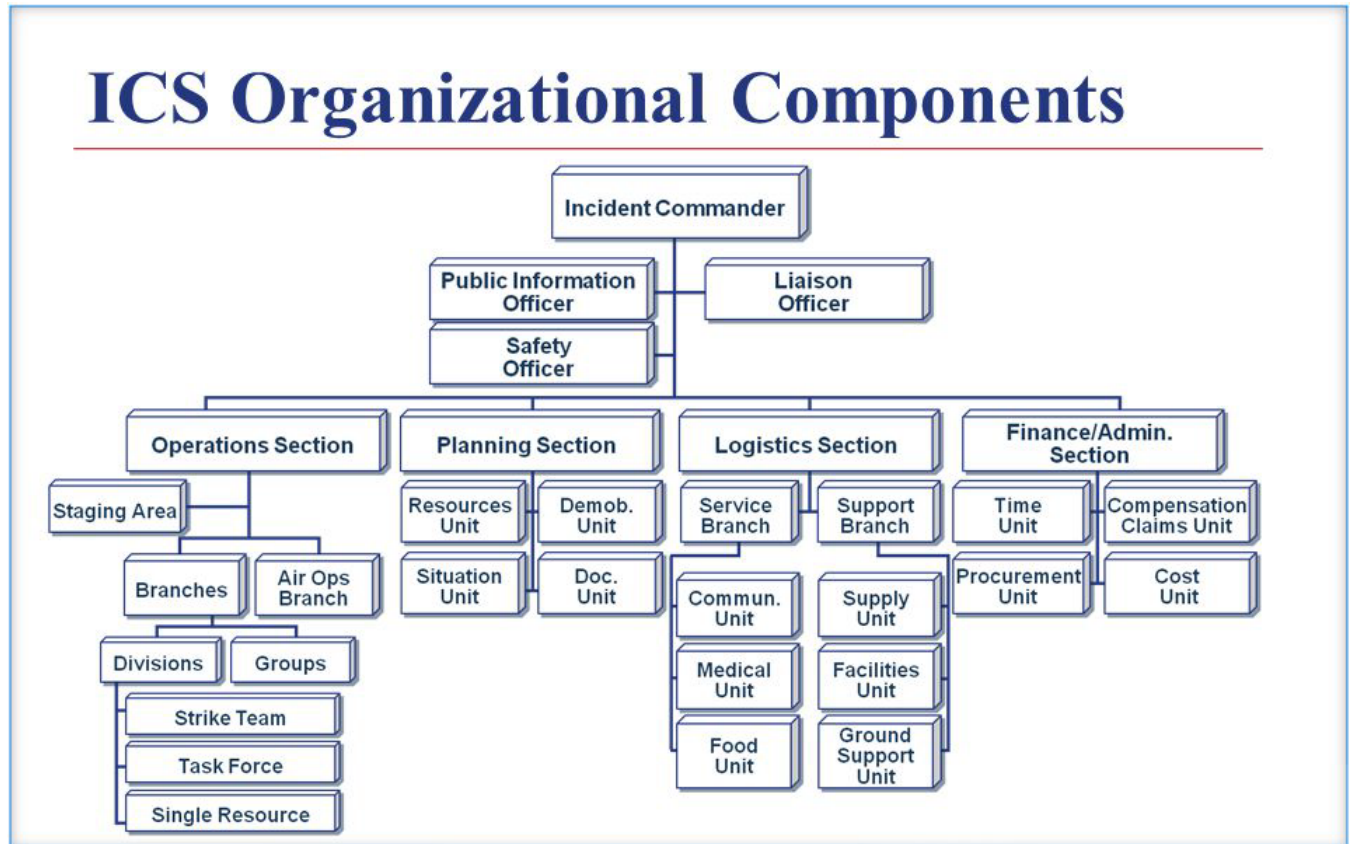 ICS Organizational Components
Incident Commander
Public Information
Officer
Liaison
Officer
Safety
Officer
Operations Section
Planning Section
Logistics Section
Finance/Admin.
Section
Staging Area
Resources
Unit
Demob.
Unit
Service
Branch
Support
Branch
Time
Unit
Compensation
Claims Unit
Branches
Air Ops
Branch
Situation
Unit
Doc.
Unit
Commun.
Unit
Supply
Unit
Procurement
Unit
Cost
Unit
Divisions
Groups
Medical
Unit
Facilities
Unit
Strike Team
Task Force
Single Resource
Food
Unit
Ground
Support
Unit